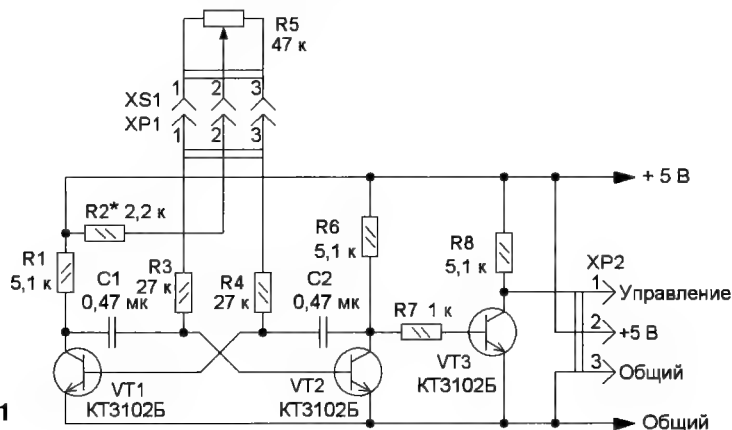 R5
47 к
1 2 3
XS1
XP1
1 2 3
+ 5 В
R2* 2,2 к
R6
5,1 к
R8
5,1 к
R1
5,1 к
C1
0,47 мк
R3
27 к
R4
27 к
C2
0,47 мк
R7 1 к
XP2
1
Управление
2
+5 В
3
Общий
VT1
КТ3102Б
VT2
КТ3102Б
VT3
КТ3102Б
1
Общий